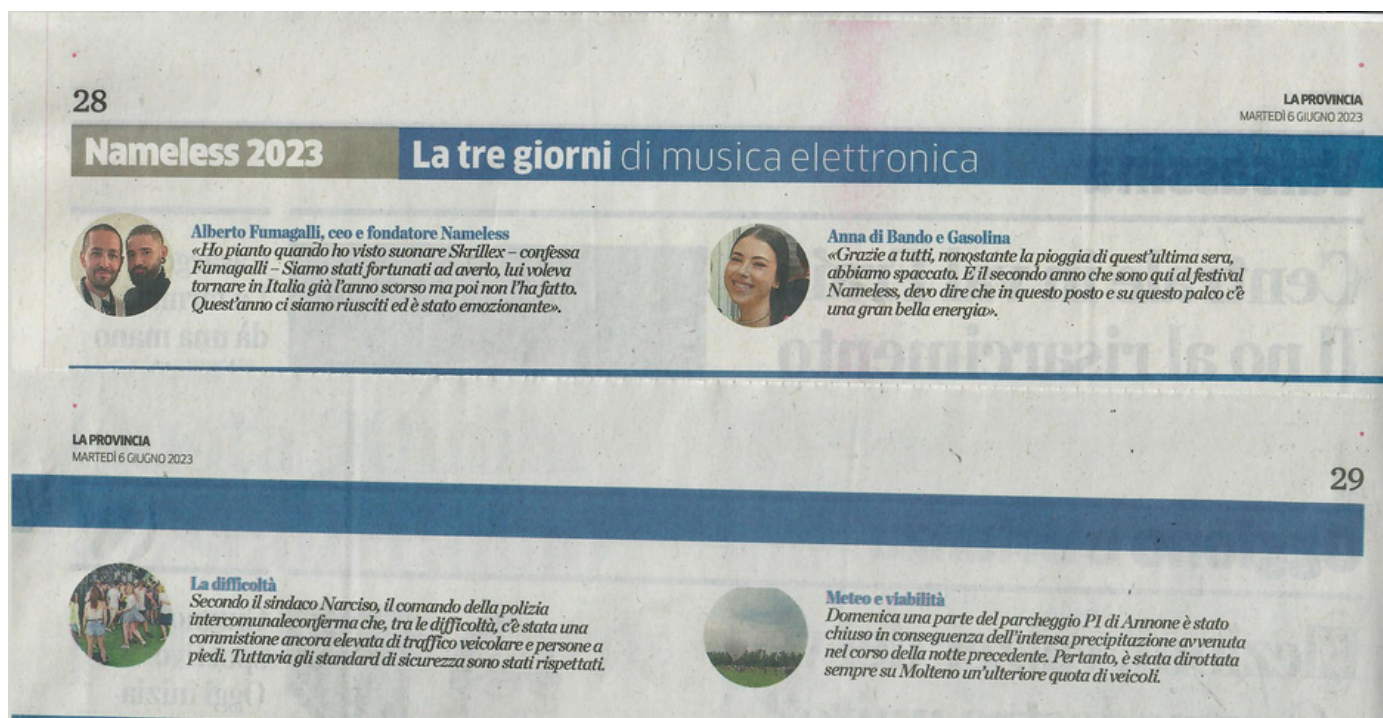 28
LA PROVINCIA
MARTEDÌ 6 GIUGNO 2023
Nameless 2023
La tre giorni di musica elettronica
Alberto Fumagalli, ceo e fondatore Nameless
«Ho pianto quando ho visto suonare Skrillex – confessa
Fumagalli – Siamo stati fortunati ad averlo, lui voleva
tornare in Italia già l'anno scorso ma poi non l'ha fatto.
Quest'anno ci siamo riusciti ed è stato emozionante».
Anna di Bando e Gasolina
«Grazie a tutti, nonostante la pioggia di quest'ultima sera,
abbiamo spaccato. È il secondo anno che sono qui al festival
Nameless, devo dire che in questo posto e su questo palco c'è
una gran bella energia».
LA PROVINCIA
MARTEDÌ 6 GIUGNO 2023
29
La difficoltà
Secondo il sindaco Narciso, il comando della polizia
intercomunaleconferma che, tra le difficoltà, c'è stata una
commistione ancora elevata di traffico veicolare e persone a
piedi. Tuttavia gli standard di sicurezza sono stati rispettati.
Meteo e viabilità
Domenica una parte del parcheggio P1 di Annone è stato
chiuso in conseguenza dell'intensa precipitazione avvenuta
nel corso della notte precedente. Pertanto, è stata dirottata
sempre su Molteno un'ulteriore quota di veicoli.